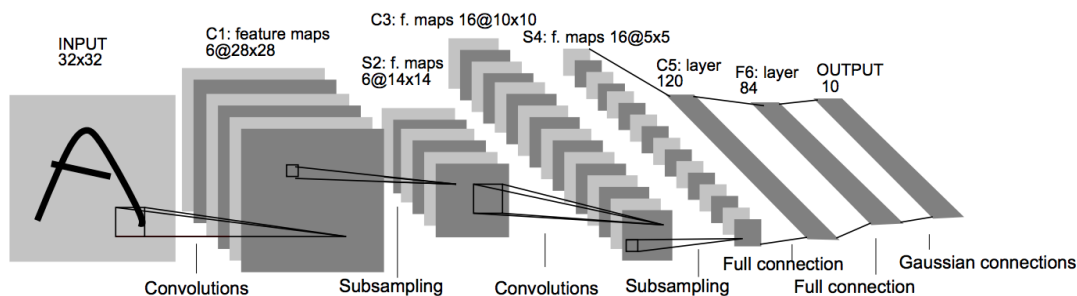 INPUT
32x32
C1: feature maps
6@28x28
S2: f. maps
6@14x14
C3: f. maps 16@10x10
S4: f. maps 16@5x5
C5: layer
120
F6: layer
84
OUTPUT
10
Convolutions
Subsampling
Convolutions
Subsampling
Full connection
Full connection
Gaussian connections